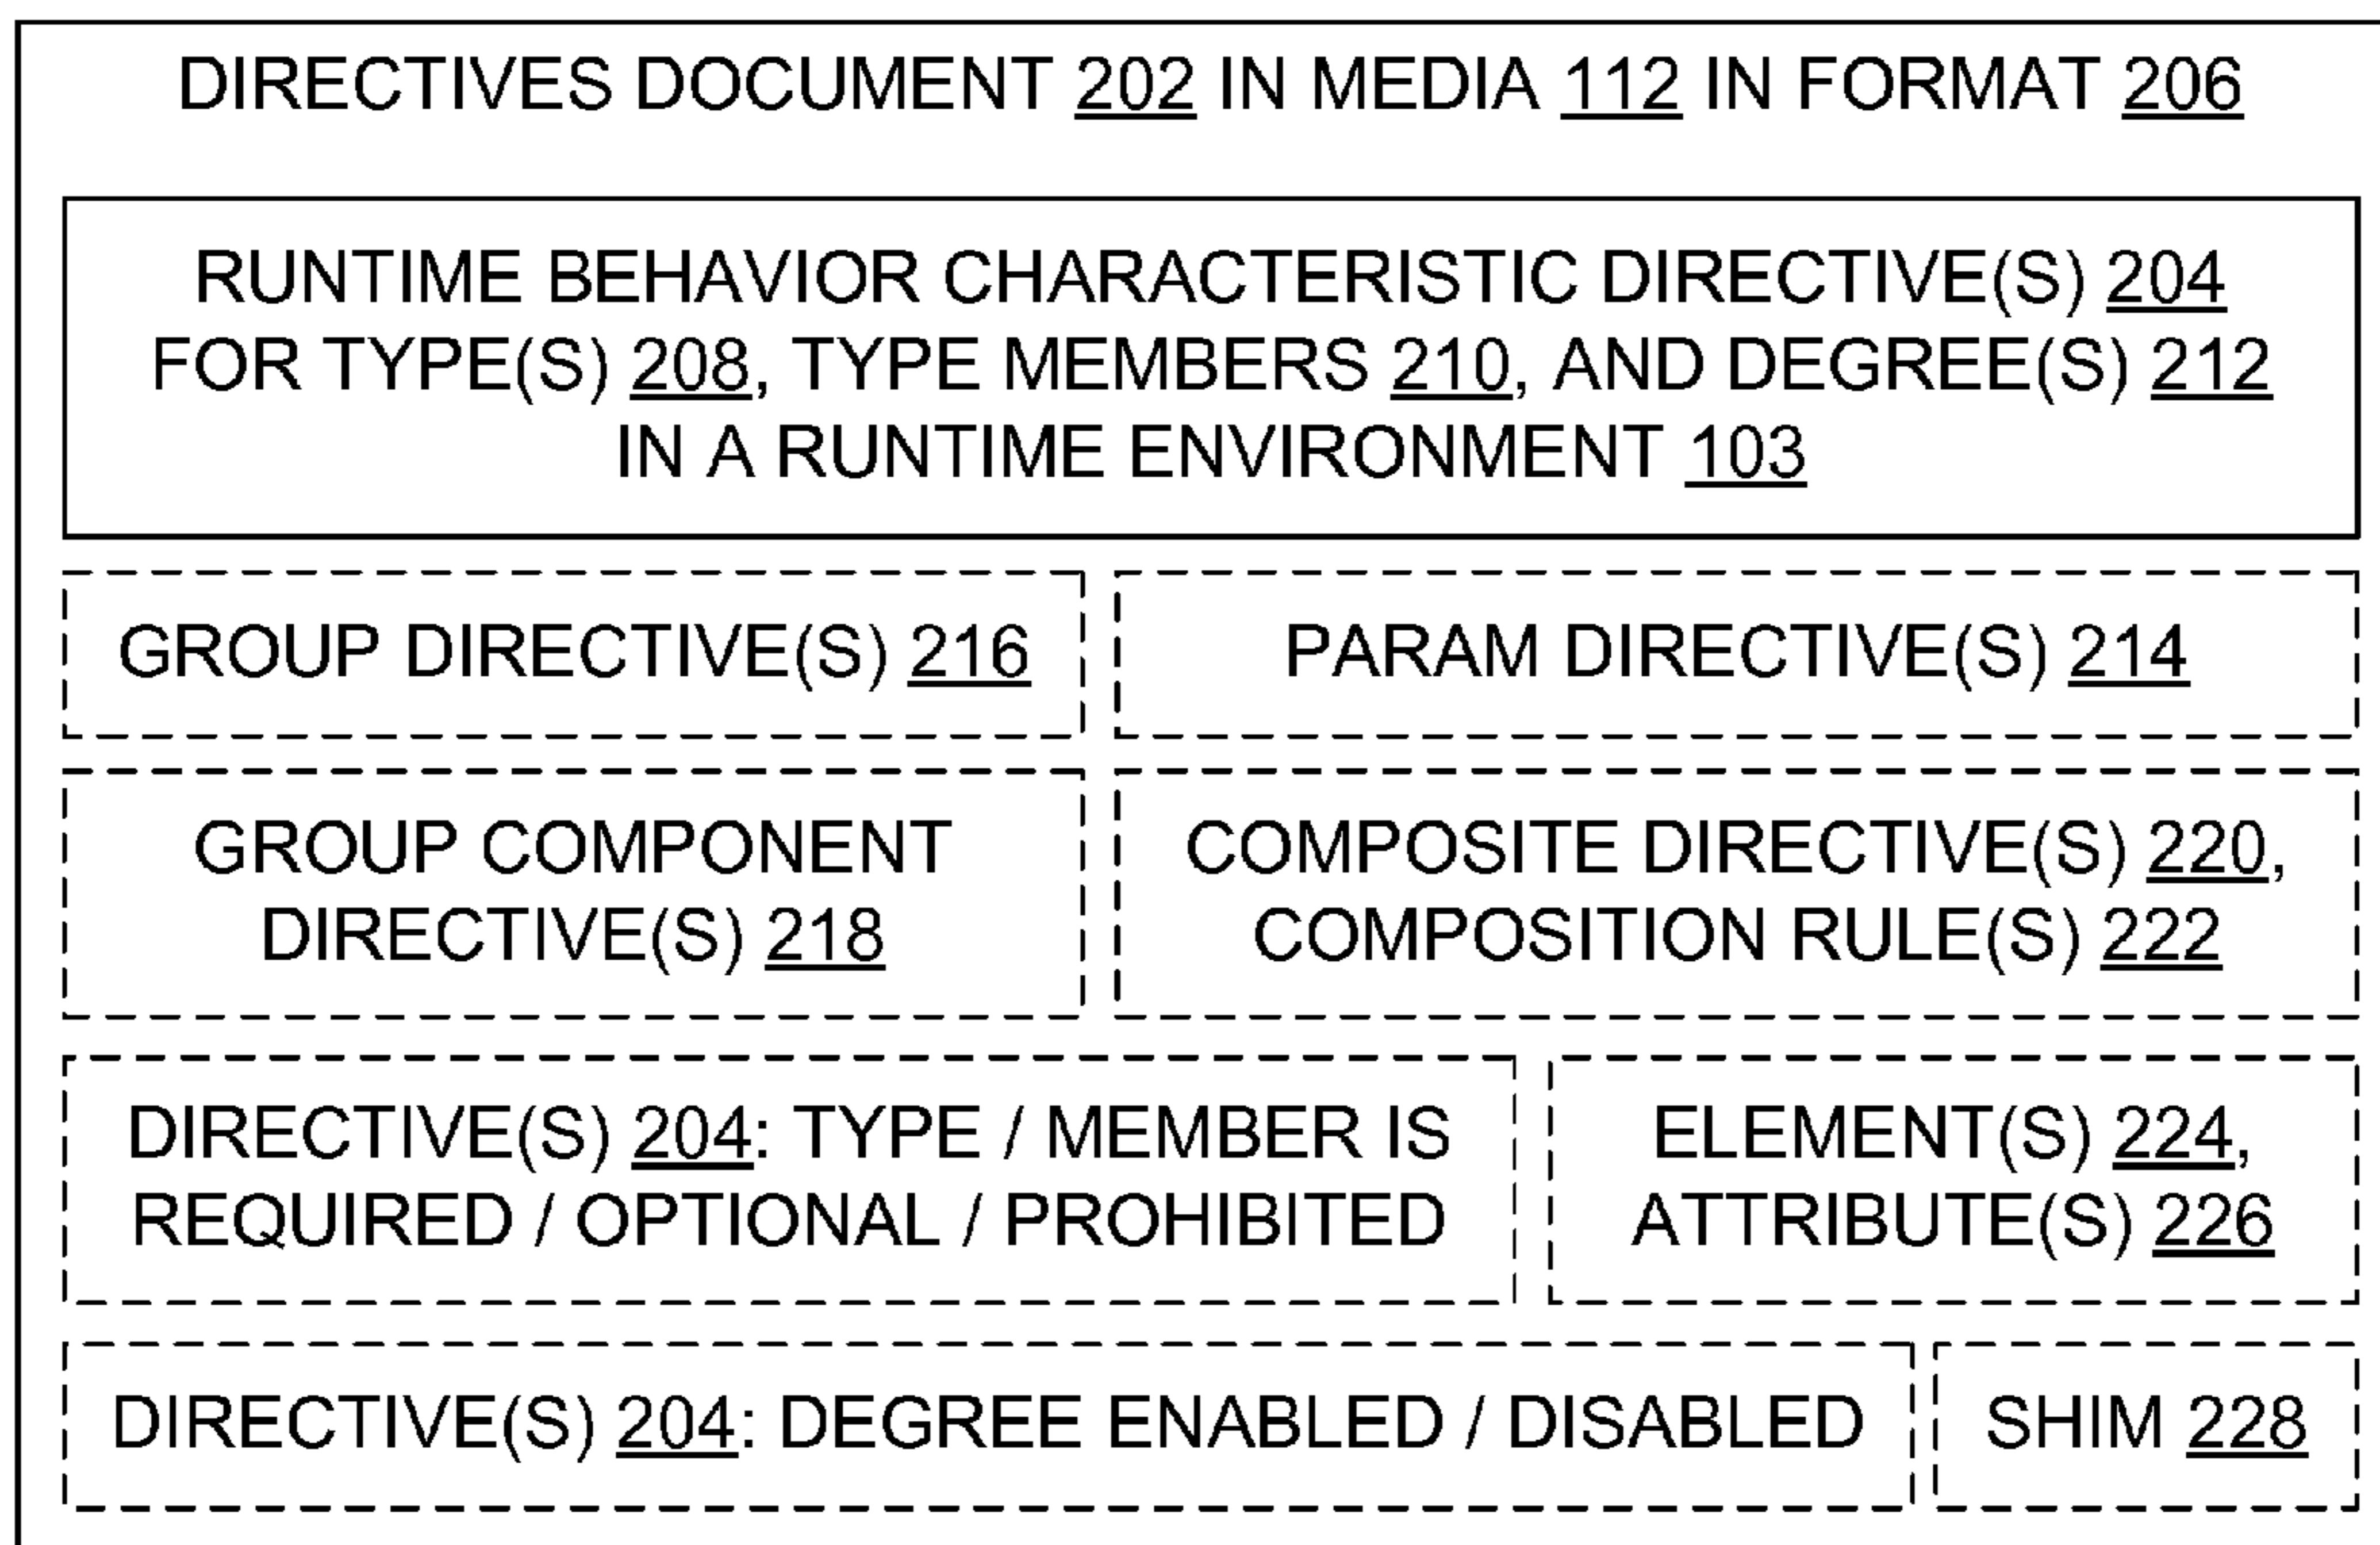 DIRECTIVES DOCUMENT 202 IN MEDIA 112 IN FORMAT 206
RUNTIME BEHAVIOR CHARACTERISTIC DIRECTIVE(S) 204
FOR TYPE(S) 208, TYPE MEMBERS 210, AND DEGREE(S) 212
IN A RUNTIME ENVIRONMENT 103
GROUP DIRECTIVE(S) 216
PARAM DIRECTIVE(S) 214
GROUP COMPONENT
DIRECTIVE(S) 218
COMPOSITE DIRECTIVE(S) 220,
COMPOSITION RULE(S) 222
DIRECTIVE(S) 204: TYPE / MEMBER IS
REQUIRED / OPTIONAL / PROHIBITED
ELEMENT(S) 224,
ATTRIBUTE(S) 226
DIRECTIVE(S) 204: DEGREE ENABLED / DISABLED
SHIM 228